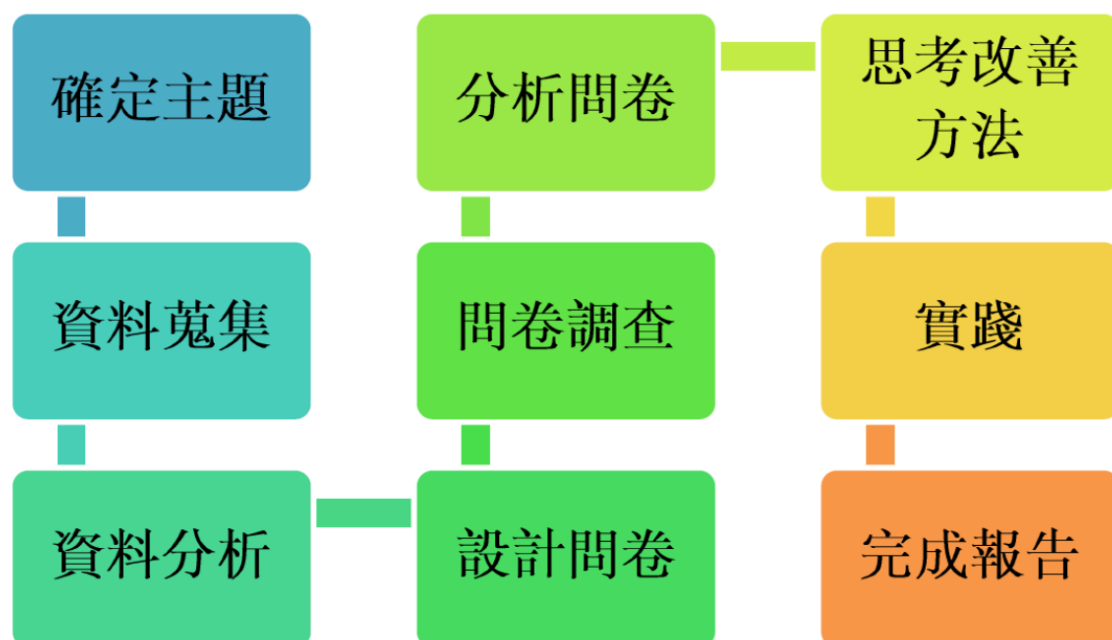 確定主題
資料蒐集
資料分析
設計問卷
問卷調查
分析問卷
思考改善
方法
實踐
完成報告